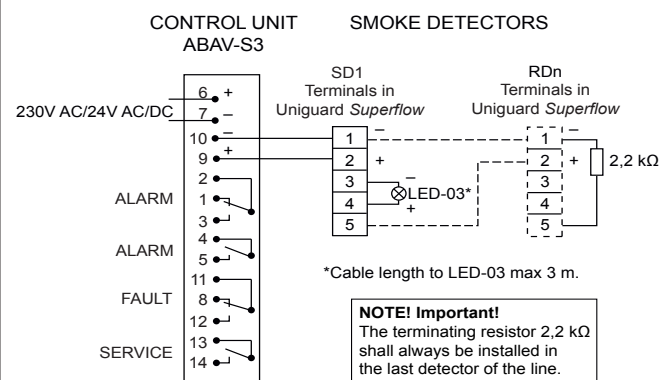 CONTROL UNIT
ABAV-S3
SMOKE DETECTORS
SD1
Terminals in
Uniguard Superflow
RDn
Terminals in
Uniguard Superflow
230V AC/24V AC/DC
6 +
7 –
10 –
9 +
2
ALARM 1
3
4
ALARM
5
11
FAULT 8
12
13
SERVICE
14
1 –
2 +
3 –
4 +
5
LED-03*
1 –
2 +
3
4
5
2,2 kΩ
*Cable length to LED-03 max 3 m.
NOTE! Important!
The terminating resistor 2,2 kΩ
shall always be installed in
the last detector of the line.